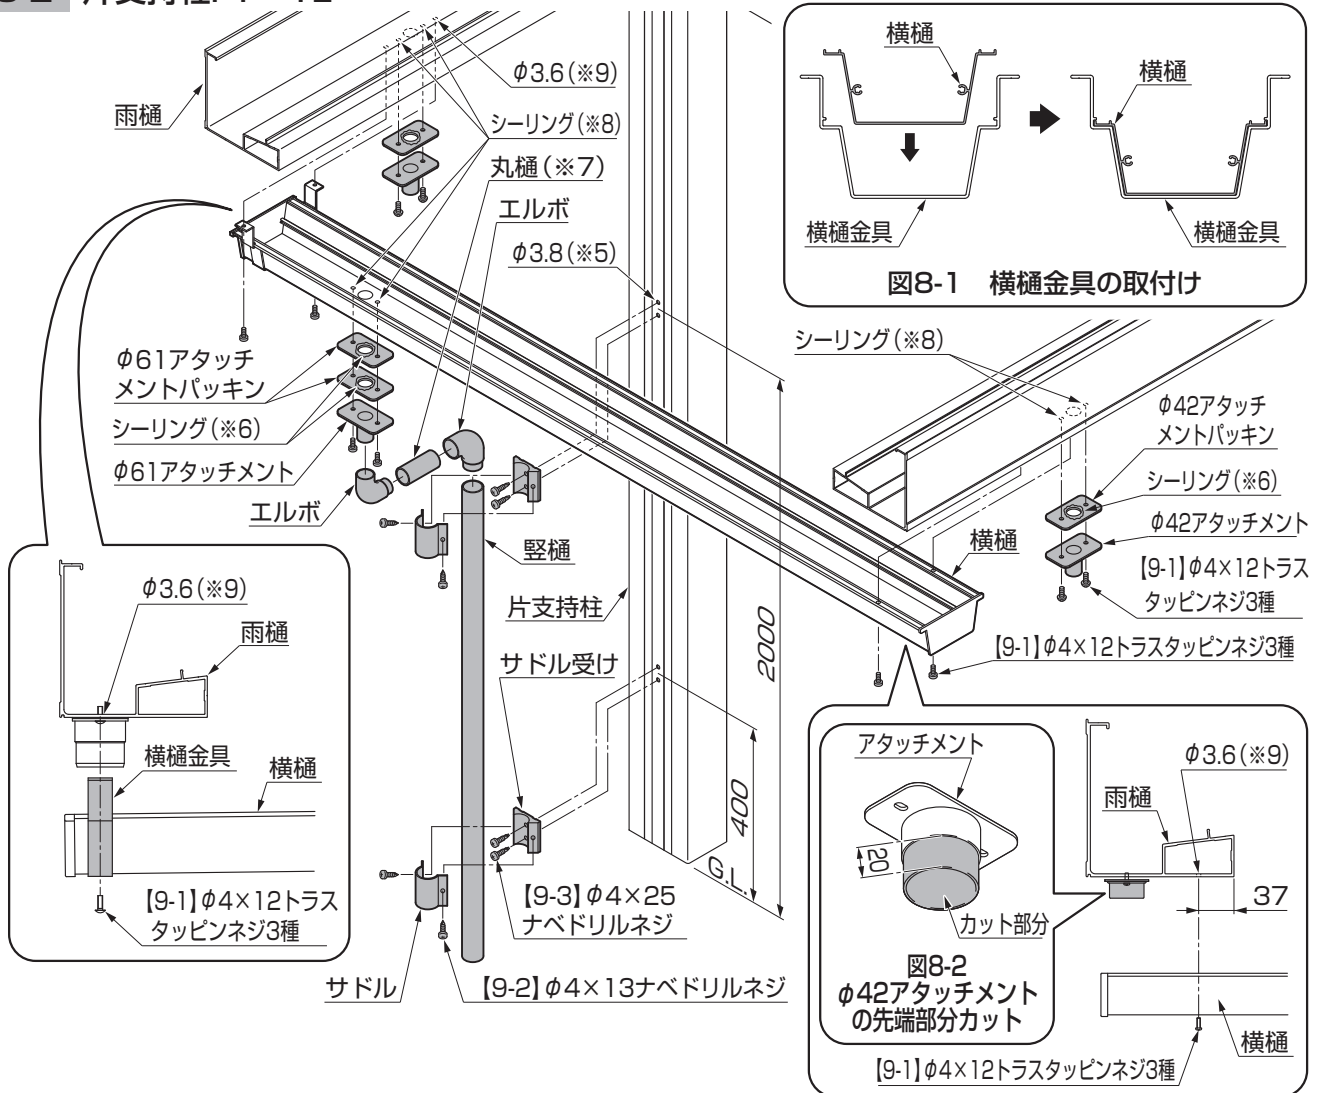 雨樋
φ3.6(※9)
シーリング(※8)
丸樋(※7)
エルボ
φ3.8(※5)
横樋
横樋
横樋金具
横樋金具
図8-1 横樋金具の取付け
シーリング(※8)
φ61アタッチ
メントパッキン
シーリング(※6)
φ61アタッチメント
エルボ
竪樋
片支持柱
サドル受け
2000
400
G.L.
横樋
φ42アタッチ
メントパッキン
シーリング(※6)
φ42アタッチメント
【9-1】φ4×12トラス
タッピンネジ3種
【9-1】φ4×12トラスタッピンネジ3種
φ3.6(※9)
雨樋
横樋金具
横樋
【9-1】φ4×12トラス
タッピンネジ3種
サドル
【9-3】φ4×25
ナベドリルネジ
【9-2】φ4×13ナベドリルネジ
アタッチメント
20
カット部分
図8-2
φ42アタッチメント
の先端部分カット
φ3.6(※9)
雨樋
37
横樋
【9-1】φ4×12トラスタッピンネジ3種